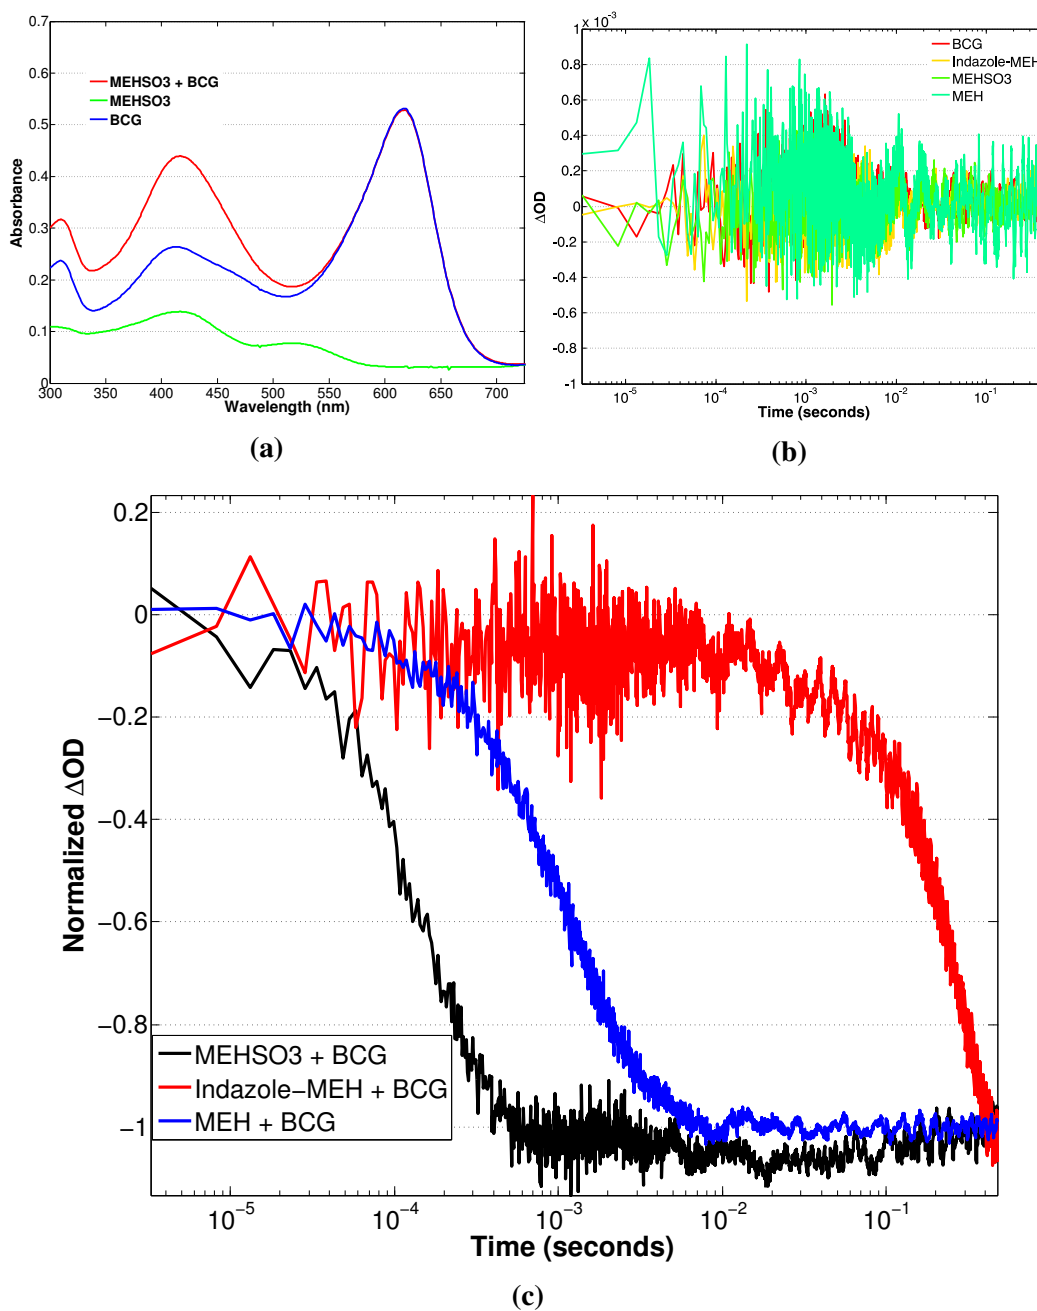 0.7
0.6
0.5
0.4
0.3
0.2
0.1
0
300 350 400 450 500 550 600 650 700
Absorbance
Wavelength (nm)
MEHSO3 + BCG
MEHSO3
BCG
(a)
1 x 10⁻³
0.8
0.6
0.4
0.2
0
-0.2
-0.4
-0.6
-0.8
-1
10⁻⁵ 10⁻⁴ 10⁻³ 10⁻² 10⁻¹
ΔOD
Time (seconds)
BCG
Indazole-MEH
MEHSO3
MEH
(b)
0.2
0
−0.2
−0.4
−0.6
−0.8
−1
10⁻⁵ 10⁻⁴ 10⁻³ 10⁻² 10⁻¹
Normalized ΔOD
Time (seconds)
MEHSO3 + BCG
Indazole−MEH + BCG
MEH + BCG
(c)